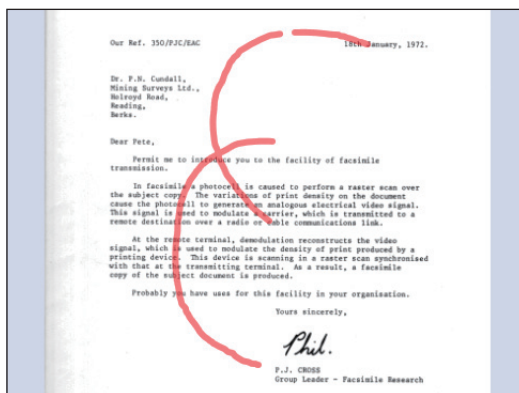 Our Ref. 350/PJC/EAC
18th January, 1972.
Dr. P.N. Cundall,
Mining Surveys Ltd.,
Holroyd Road,
Reading,
Berks.
Dear Pete,
Permit me to introduce you to the facility of facsimile
transmission.
In facsimile a photocell is caused to perform a raster scan over
the subject copy. The variations of print density on the document
cause the photocell to generate an analogous electrical video signal.
This signal is used to modulate a carrier, which is transmitted to a
remote destination over a radio or cable communications link.
At the remote terminal, demodulation reconstructs the video
signal, which is used to modulate the density of print produced by a
printing device. This device is scanning in a raster scan synchronised
with that at the transmitting terminal. As a result, a facsimile
copy of the subject document is produced.
Probably you have uses for this facility in your organisation.
Yours sincerely,
Phil.
P.J. CROSS
Group Leader - Facsimile Research